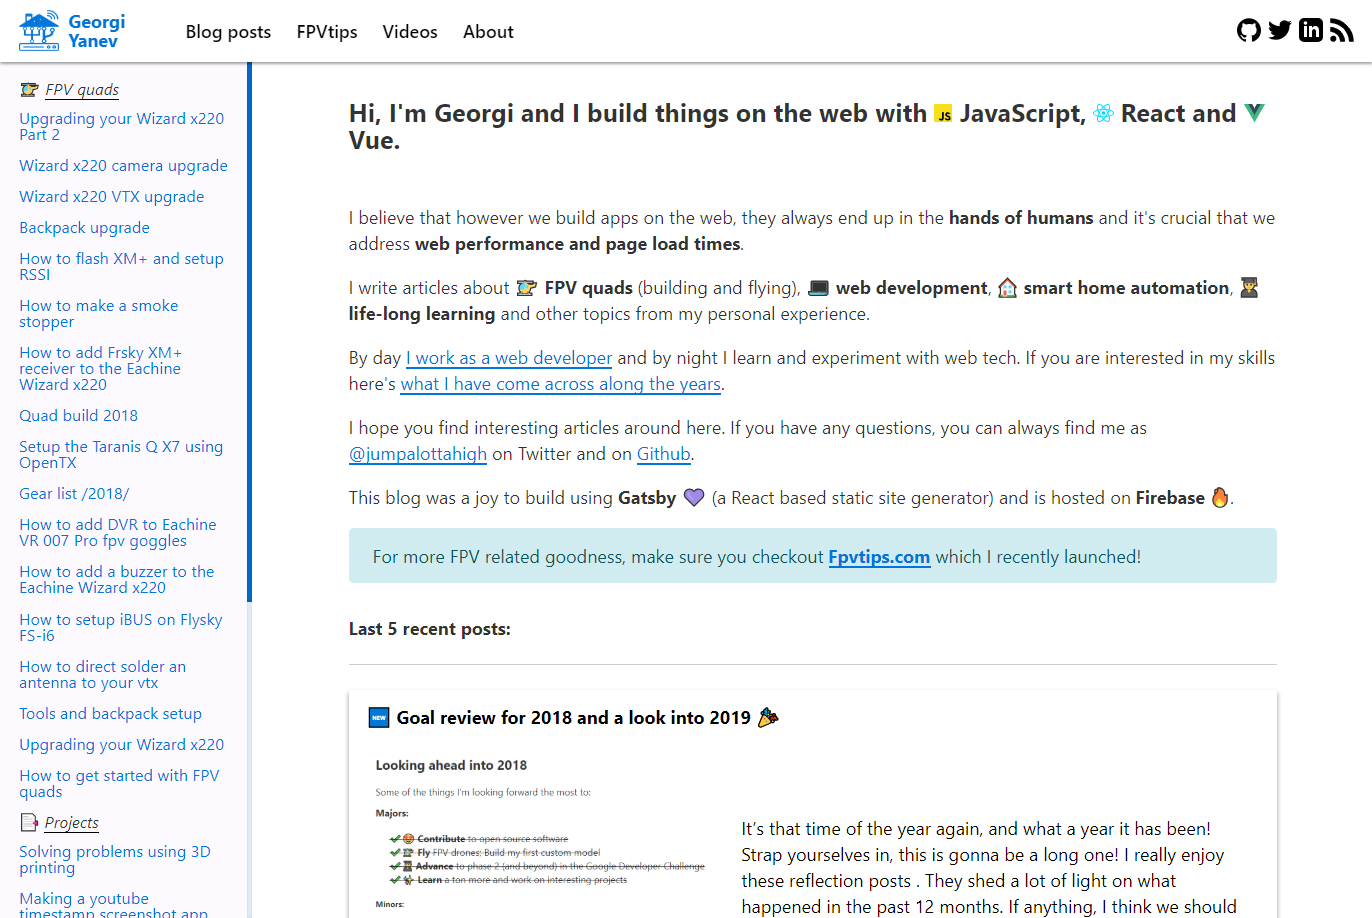 Georgi
Yanev
Blog posts FPVtips Videos About
in
FPV quads
Upgrading your Wizard x220
Part 2
Wizard x220 camera upgrade
Wizard x220 VTX upgrade
Backpack upgrade
How to flash XM+ and setup
RSSI
How to make a smoke
stopper
How to add Frsky XM+
receiver to the Eachine
Wizard x220
Quad build 2018
Setup the Taranis Q X7 using
OpenTX
Gear list /2018/
How to add DVR to Eachine
VR 007 Pro fpv goggles
How to add a buzzer to the
Eachine Wizard x220
How to setup iBUS on Flysky
FS-i6
How to direct solder an
antenna to your vtx
Tools and backpack setup
Upgrading your Wizard x220
How to get started with FPV
quads
Projects
Solving problems using 3D
printing
Making a youtube
timestamp screenshot app
Hi, I'm Georgi and I build things on the web with JS JavaScript, React and
Vue.
I believe that however we build apps on the web, they always end up in the hands of humans and it's crucial that we
address web performance and page load times.
I write articles about FPV quads (building and flying), web development, smart home automation,
life-long learning and other topics from my personal experience.
By day I work as a web developer and by night I learn and experiment with web tech. If you are interested in my skills
here's what I have come across along the years.
I hope you find interesting articles around here. If you have any questions, you can always find me as
@jumpalottahigh on Twitter and on Github.
This blog was a joy to build using Gatsby 💜 (a React based static site generator) and is hosted on Firebase 🔥.
For more FPV related goodness, make sure you checkout Fpvtips.com which I recently launched!
Last 5 recent posts:
NEW Goal review for 2018 and a look into 2019 🎉
Looking ahead into 2018
Some of the things I'm looking forward the most to:
Majors:
Contribute to open source software
Fly FPV drones; Build my first custom model
Advance to phase 2 (and beyond) in the Google Developer Challenge
Learn a ton more and work on interesting projects
Minors:
It's that time of the year again, and what a year it has been!
Strap yourselves in, this is gonna be a long one! I really enjoy
these reflection posts . They shed a lot of light on what
happened in the past 12 months. If anything, I think we should